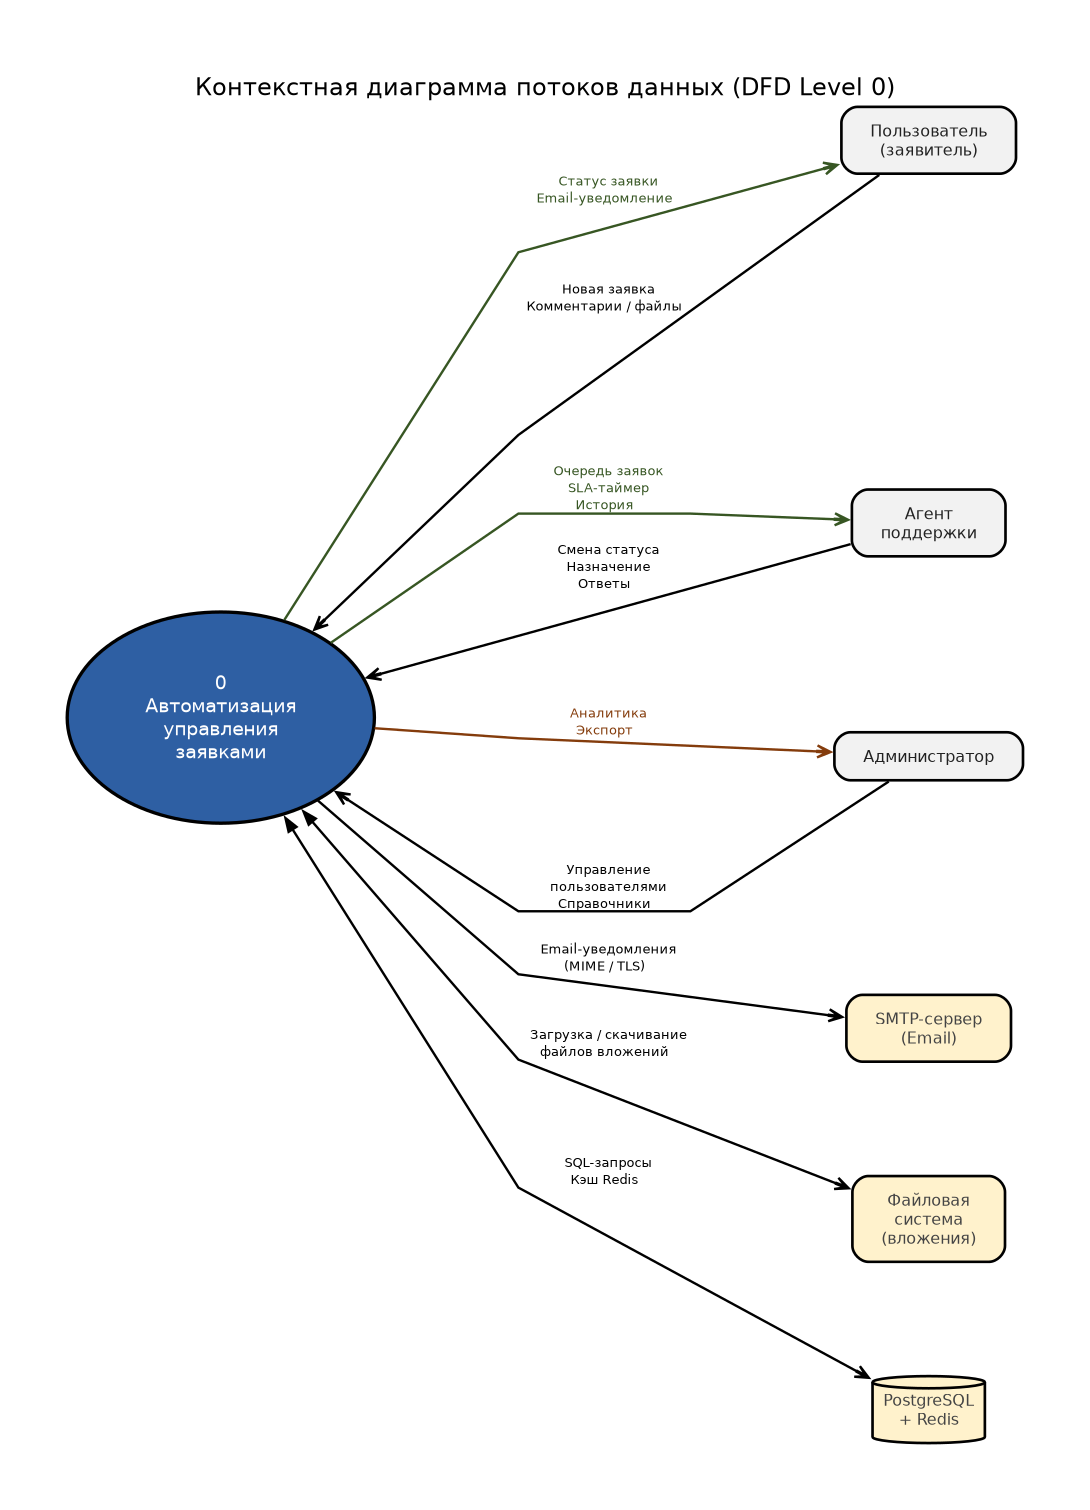 Контекстная диаграмма потоков данных (DFD Level 0)
Пользователь
(заявитель)
Статус заявки
Email-уведомление
Новая заявка
Комментарии / файлы
Очередь заявок
SLA-таймер
История
Агент
поддержки
Смена статуса
Назначение
Ответы
0
Автоматизация
управления
заявками
Аналитика
Экспорт
Администратор
Управление
пользователями
Справочники
Email-уведомления
(MIME / TLS)
SMTP-сервер
(Email)
Загрузка / скачивание
файлов вложений
SQL-запросы
Кэш Redis
Файловая
система
(вложения)
PostgreSQL
+ Redis